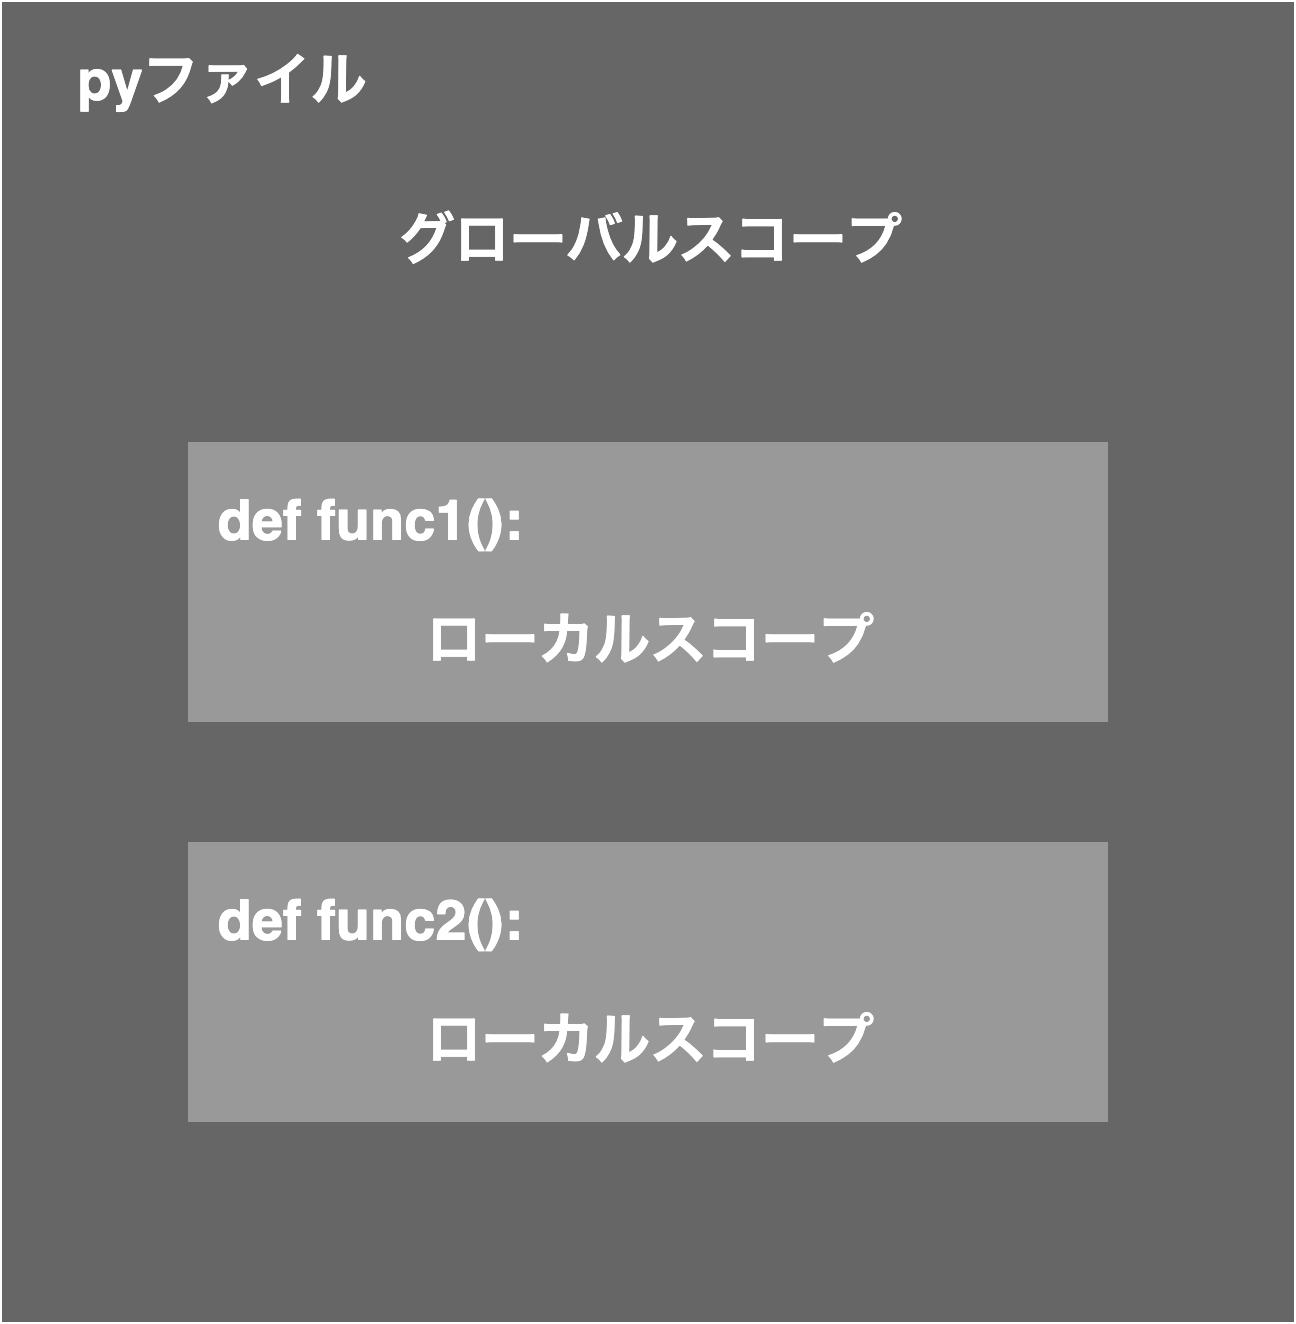 pyファイル
グローバルスコープ
def func1():
ローカルスコープ
def func2():
ローカルスコープ